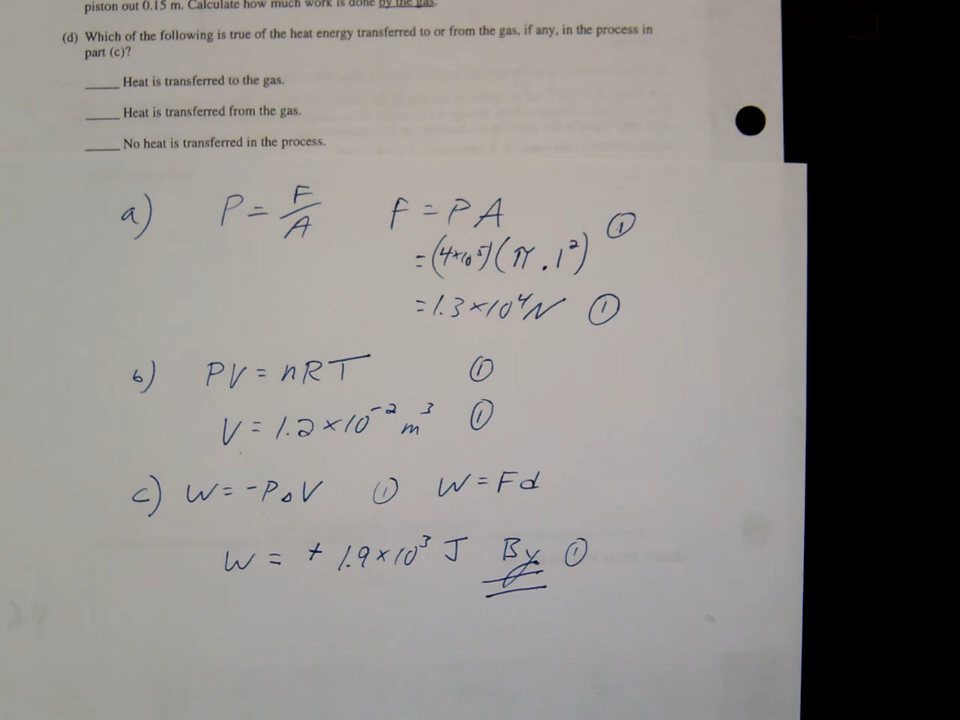 piston out 0.15 m. Calculate how much work is done by the gas.
(d) Which of the following is true of the heat energy transferred to or from the gas, if any, in the process in
part (c)?
_____ Heat is transferred to the gas.
_____ Heat is transferred from the gas.
_____ No heat is transferred in the process.
a) P = F/A F = PA ①
= (4×10⁵)(π .1²)
= 1.3×10⁴N ①
b) PV = nRT ①
V = 1.2×10⁻² m³ ①
c) W = -PΔV ① W = Fd
W = + 1.9×10³ J By ①